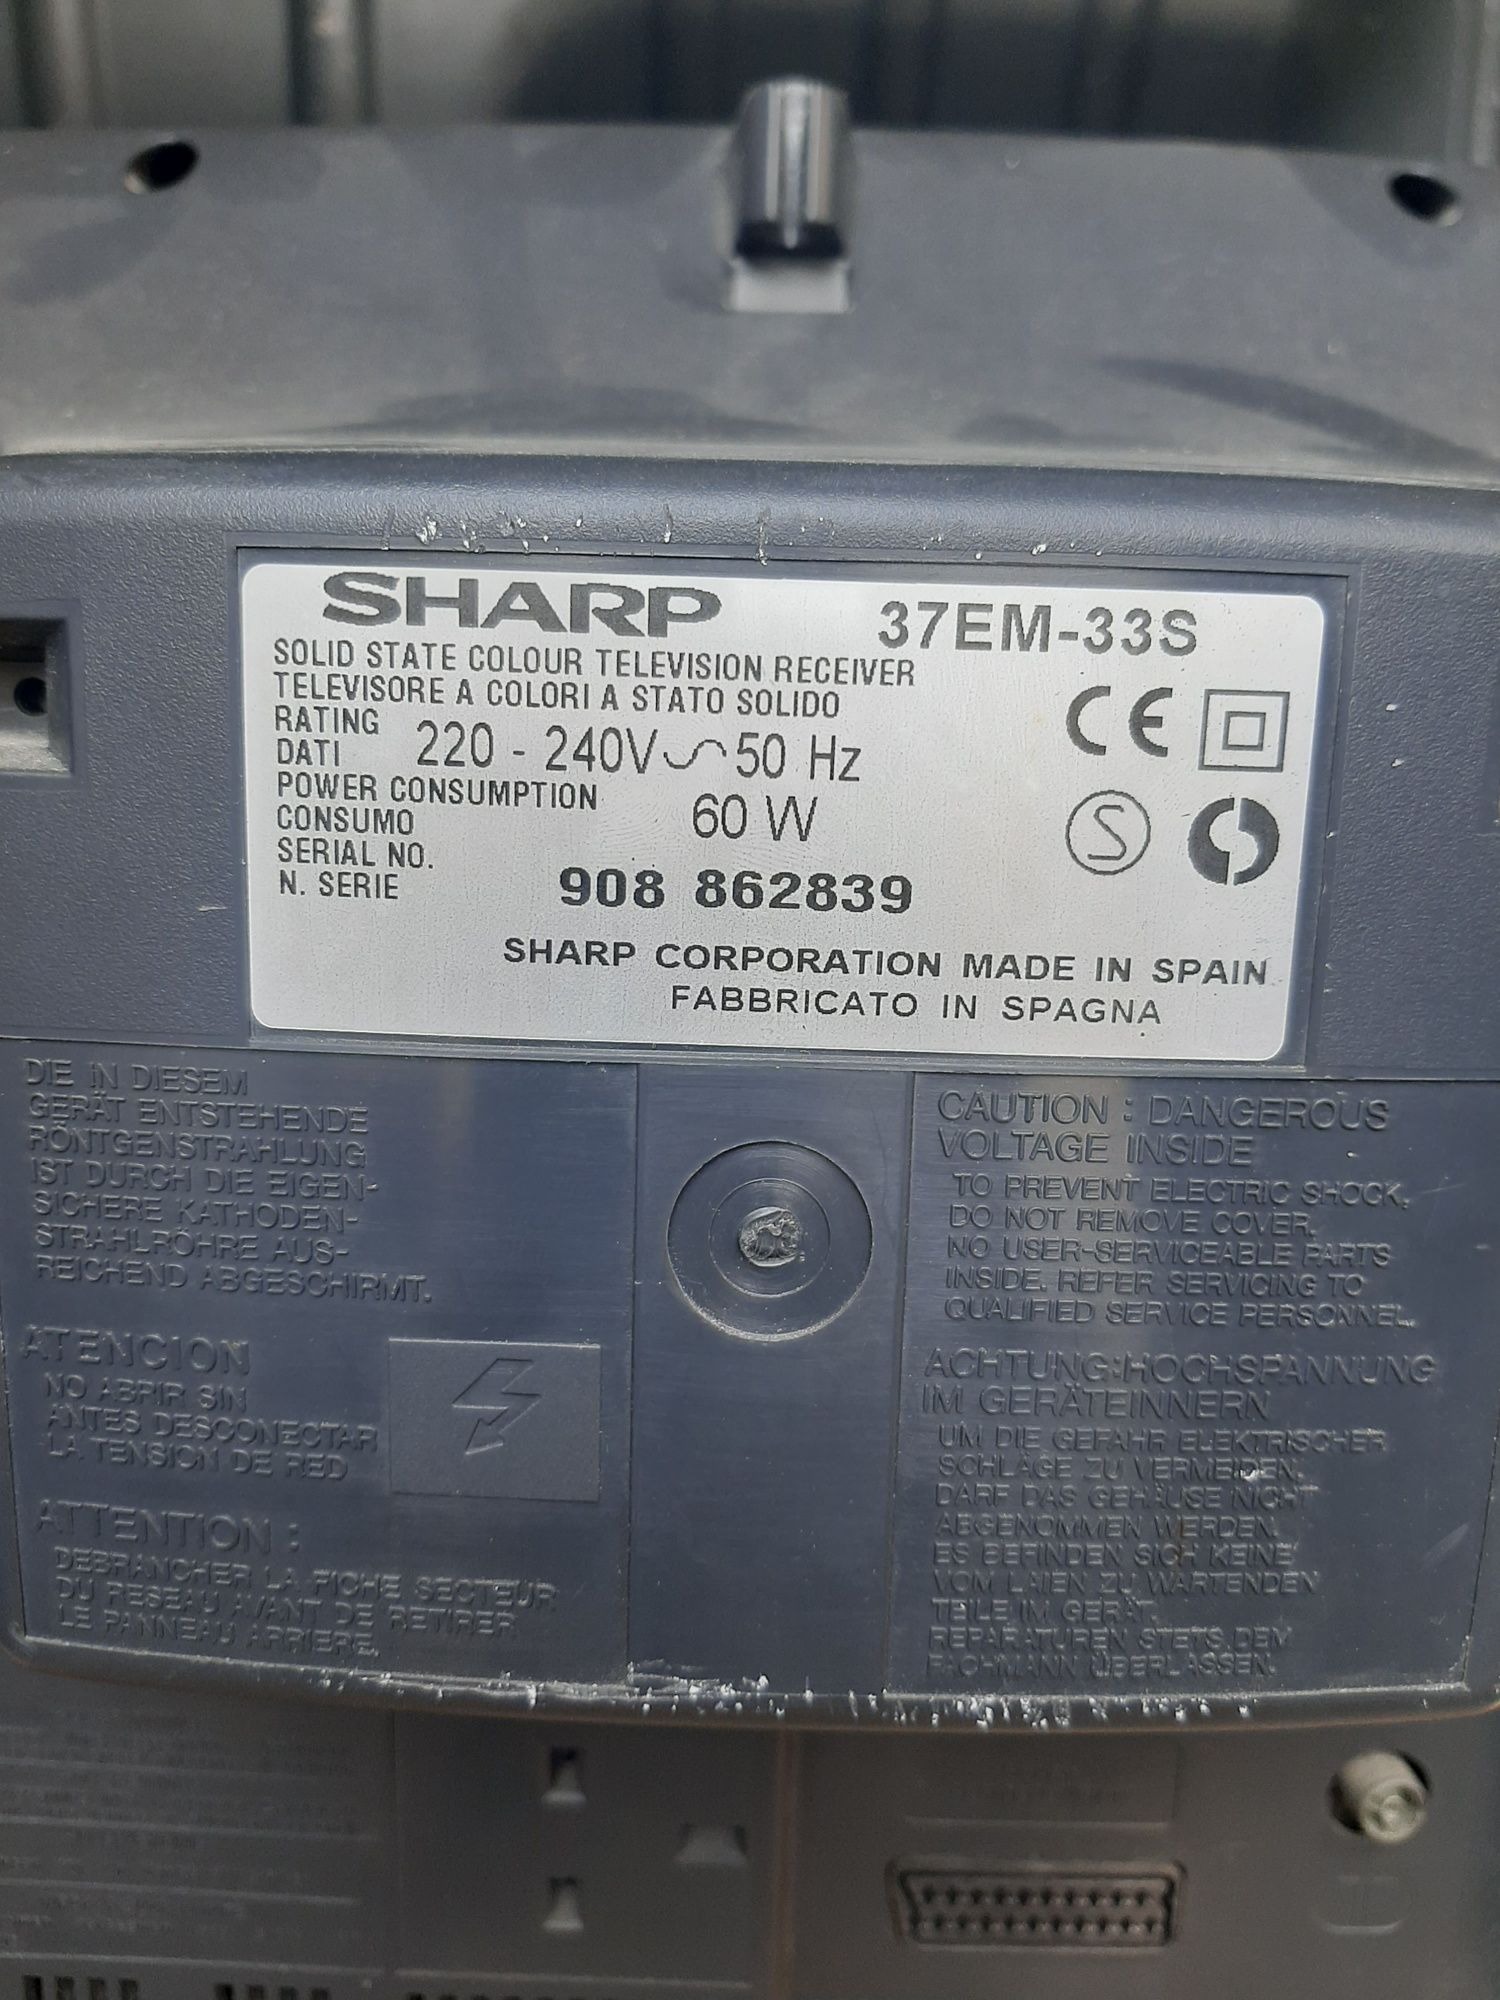 SHARP 37EM-33S
SOLID STATE COLOUR TELEVISION RECEIVER
TELEVISORE A COLORI A STATO SOLIDO
RATING
DATI 220 - 240V~50 Hz
POWER CONSUMPTION
CONSUMO 60 W
SERIAL NO.
N. SERIE 908 862839
CE
S
SHARP CORPORATION MADE IN SPAIN
FABBRICATO IN SPAGNA
DIE IN DIESEM
GERÄT ENTSTEHENDE
RÖNTGENSTRAHLUNG
IST DURCH DIE EIGEN-
SICHERE KATHODEN-
STRAHLRÖHRE AUS-
REICHEND ABGESCHIRMT.
ATENCION
NO ABRIR SIN
ANTES DESCONECTAR
LA TENSION DE RED
ATTENTION :
DEBRANCHER LA FICHE SECTEUR
DU RESEAU AVANT DE RETIRER
LE PANNEAU ARRIERE.
CAUTION : DANGEROUS
VOLTAGE INSIDE
TO PREVENT ELECTRIC SHOCK,
DO NOT REMOVE COVER.
NO USER-SERVICEABLE PARTS
INSIDE. REFER SERVICING TO
QUALIFIED SERVICE PERSONNEL.
ACHTUNG:HOCHSPANNUNG
IM GERÄTEINNERN
UM DIE GEFAHR ELEKTRISCHER
SCHLÄGE ZU VERMEIDEN,
DARF DAS GEHÄUSE NICHT
ABGENOMMEN WERDEN.
ES BEFINDEN SICH KEINE
VOM LAIEN ZU WARTENDEN
TEILE IM GERÄT.
REPARATUREN STETS DEM
FACHMANN ÜBERLASSEN.